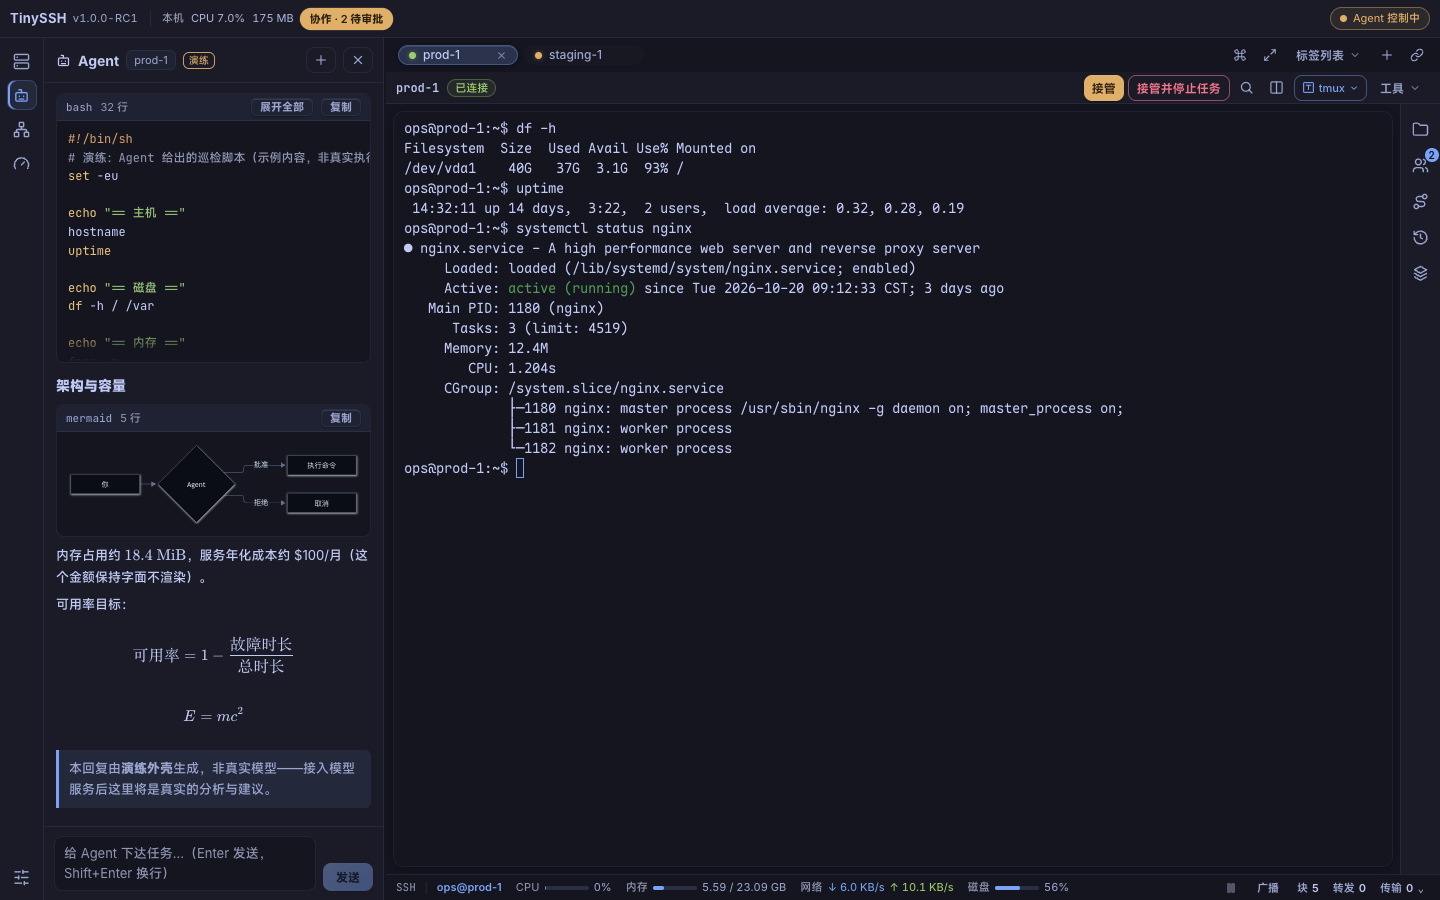 TinySSH v1.0.0-RC1 本机 CPU 7.0% 175 MB 协作 · 2 待审批
Agent 控制中
Agent prod-1 演练
bash 32 行 展开全部 复制
#!/bin/sh
# 演练: Agent 给出的巡检脚本（示例内容，非真实执行
set -eu
echo "== 主机 =="
hostname
uptime
echo "== 磁盘 =="
df -h / /var
echo "== 内存 =="
架构与容量
mermaid 5 行 复制
你
Agent
批准
执行命令
拒绝
取消
内存占用约 18.4 MiB，服务年化成本约 $100/月（这
个金额保持字面不渲染）。
可用率目标：
可用率 = 1 − 故障时长
总时长
E = mc²
本回复由演练外壳生成，非真实模型——接入模型
服务后这里将是真实的分析与建议。
给 Agent 下达任务...（Enter 发送，
Shift+Enter 换行）
发送
prod-1
staging-1
标签列表
prod-1 已连接
接管 接管并停止任务
tmux
工具
ops@prod-1:~$ df -h
Filesystem  Size  Used Avail Use% Mounted on
/dev/vda1    40G   37G  3.1G  93% /
ops@prod-1:~$ uptime
14:32:11 up 14 days,  3:22,  2 users,  load average: 0.32, 0.28, 0.19
ops@prod-1:~$ systemctl status nginx
● nginx.service - A high performance web server and reverse proxy server
Loaded: loaded (/lib/systemd/system/nginx.service; enabled)
Active: active (running) since Tue 2026-10-20 09:12:33 CST; 3 days ago
Main PID: 1180 (nginx)
Tasks: 3 (limit: 4519)
Memory: 12.4M
CPU: 1.204s
CGroup: /system.slice/nginx.service
├─1180 nginx: master process /usr/sbin/nginx -g daemon on; master_process on;
├─1181 nginx: worker process
└─1182 nginx: worker process
ops@prod-1:~$
2
SSH ops@prod-1 CPU 0% 内存 5.59 / 23.09 GB 网络 ↓ 6.0 KB/s ↑ 10.1 KB/s 磁盘 56%
广播 块 5 转发 0 传输 0